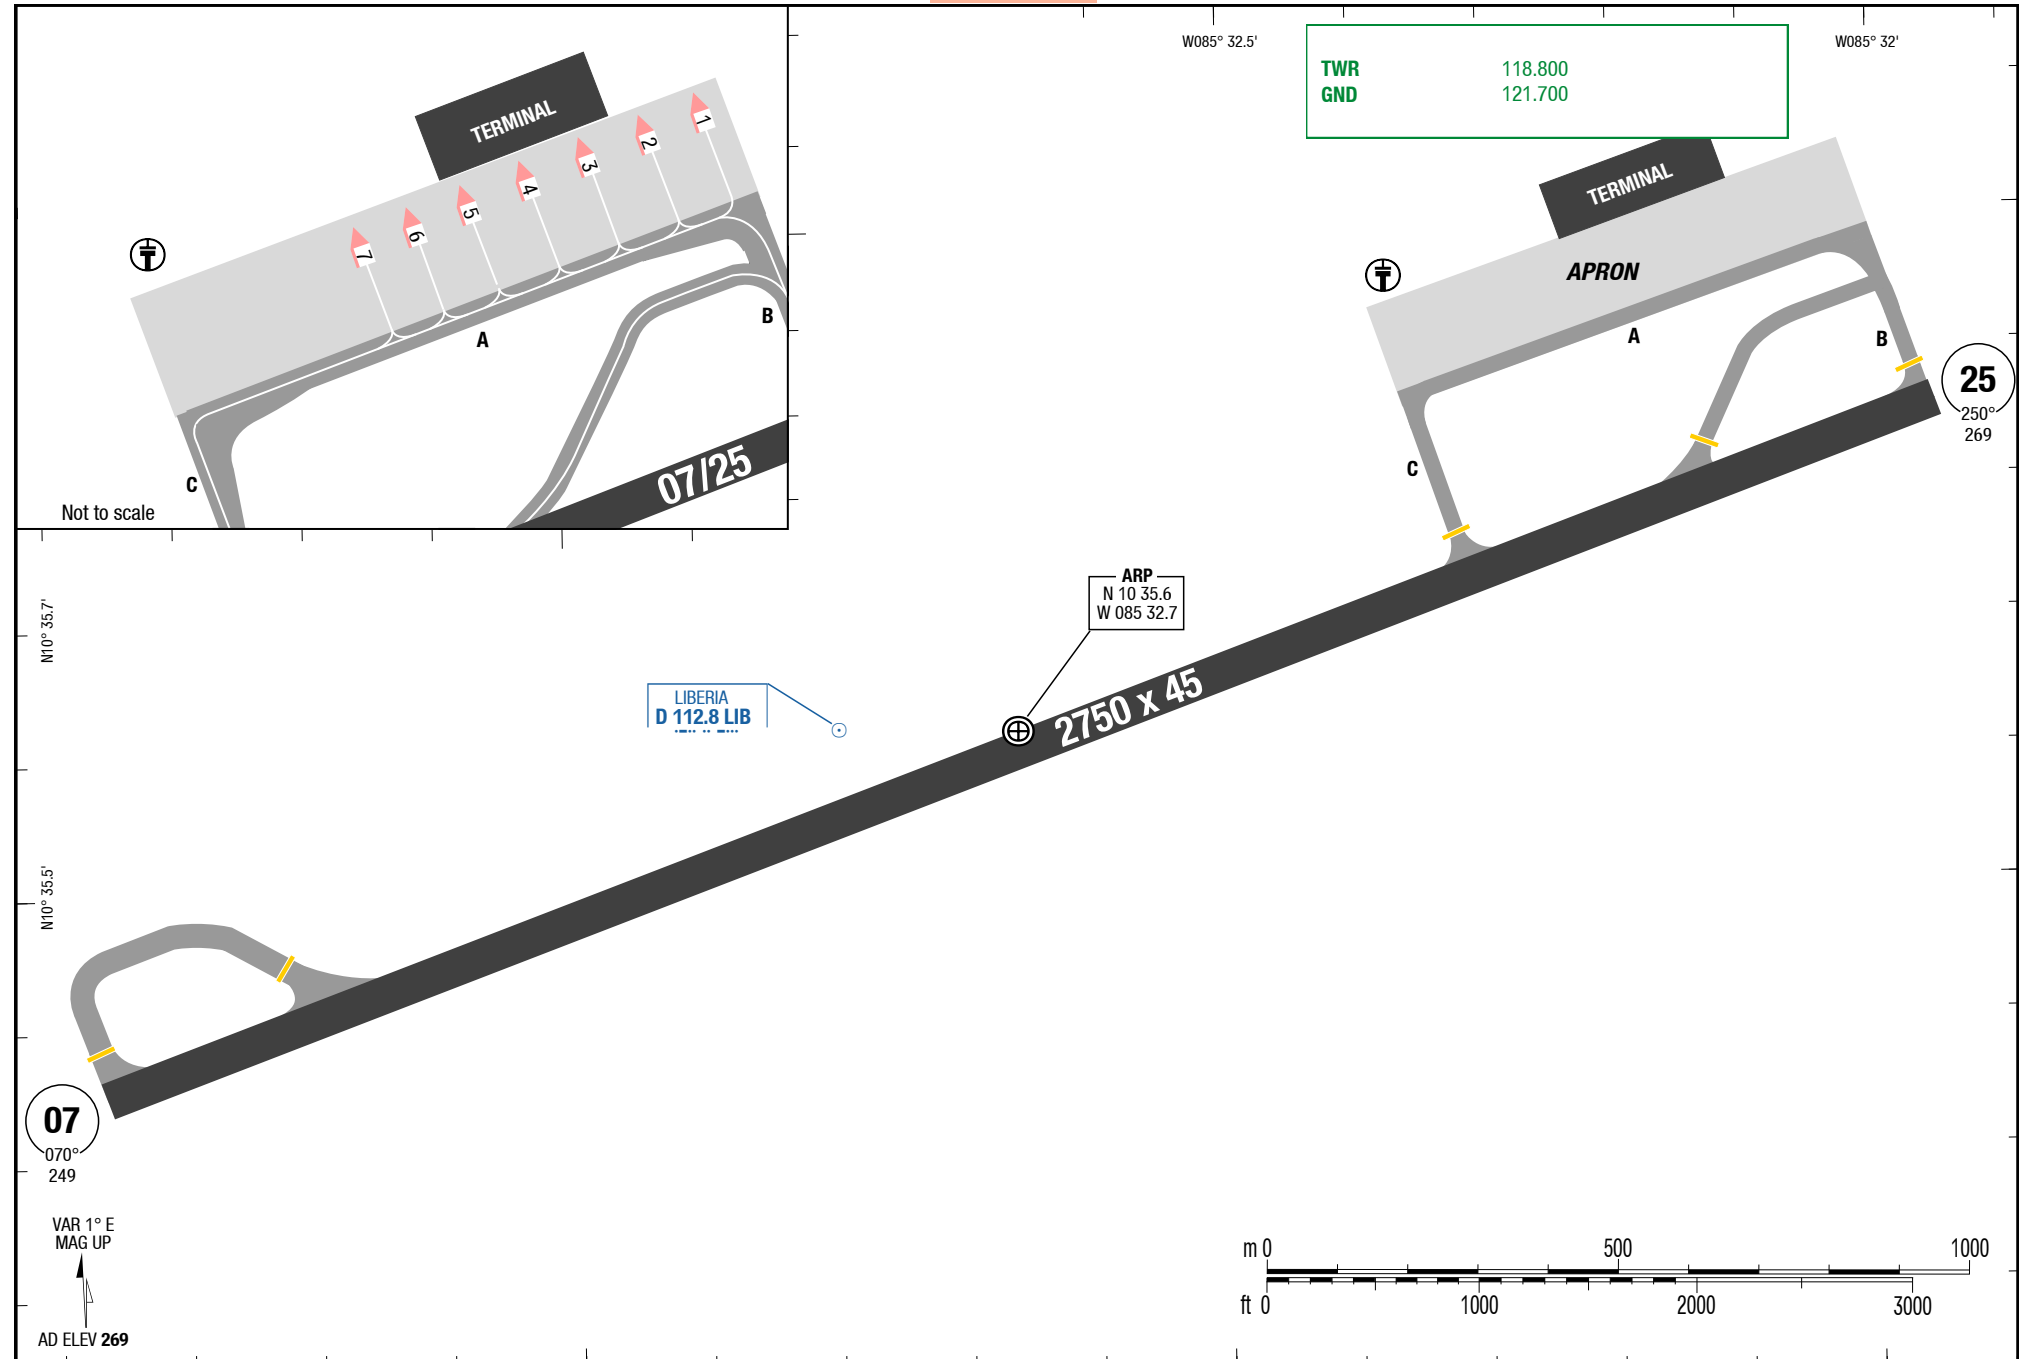 TERMINAL
1
2
3
4
5
6
7
A
B
C
07/25
Not to scale
W085° 32.5'
W085° 32'
TWR 118.800
GND 121.700
TERMINAL
APRON
A
B
C
25
250°
269
N10° 35.7'
ARP
N 10 35.6
W 085 32.7
LIBERIA
D 112.8 LIB
2750 x 45
N10° 35.5'
07
070°
249
VAR 1° E
MAG UP
AD ELEV 269
m 0 500 1000
ft 0 1000 2000 3000